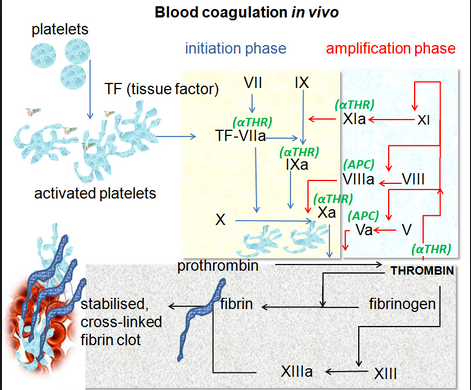 Blood coagulation in vivo
platelets
initiation phase
amplification phase
TF (tissue factor)
VII
IX
(αTHR)
(αTHR)
XIa
XI
TF-VIIa
(αTHR)
IXa
(APC)
VIIIa
VIII
activated platelets
(αTHR)
Xa
X
(APC)
Va
V
(αTHR)
prothrombin
THROMBIN
stabilised,
cross-linked
fibrin clot
fibrin
fibrinogen
XIIIa
XIII